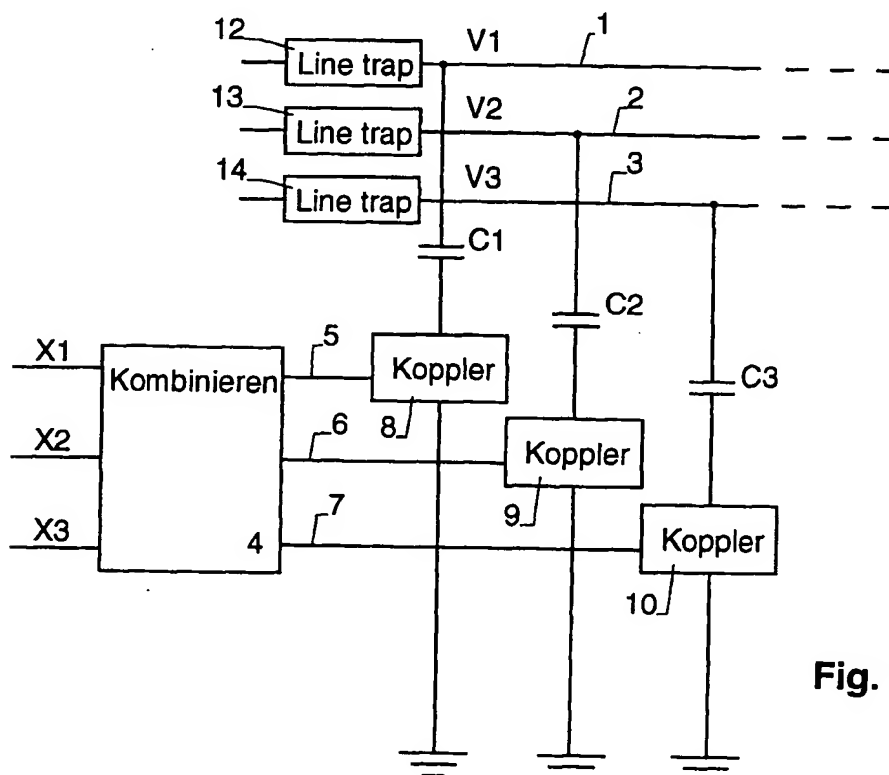 12 Line trap V1 1
13 Line trap V2 2
14 Line trap V3 3
C1
C2
C3
X1 Kombinieren 5 Koppler 8
X2 6 Koppler 9
X3 4 7 Koppler 10
Fig.